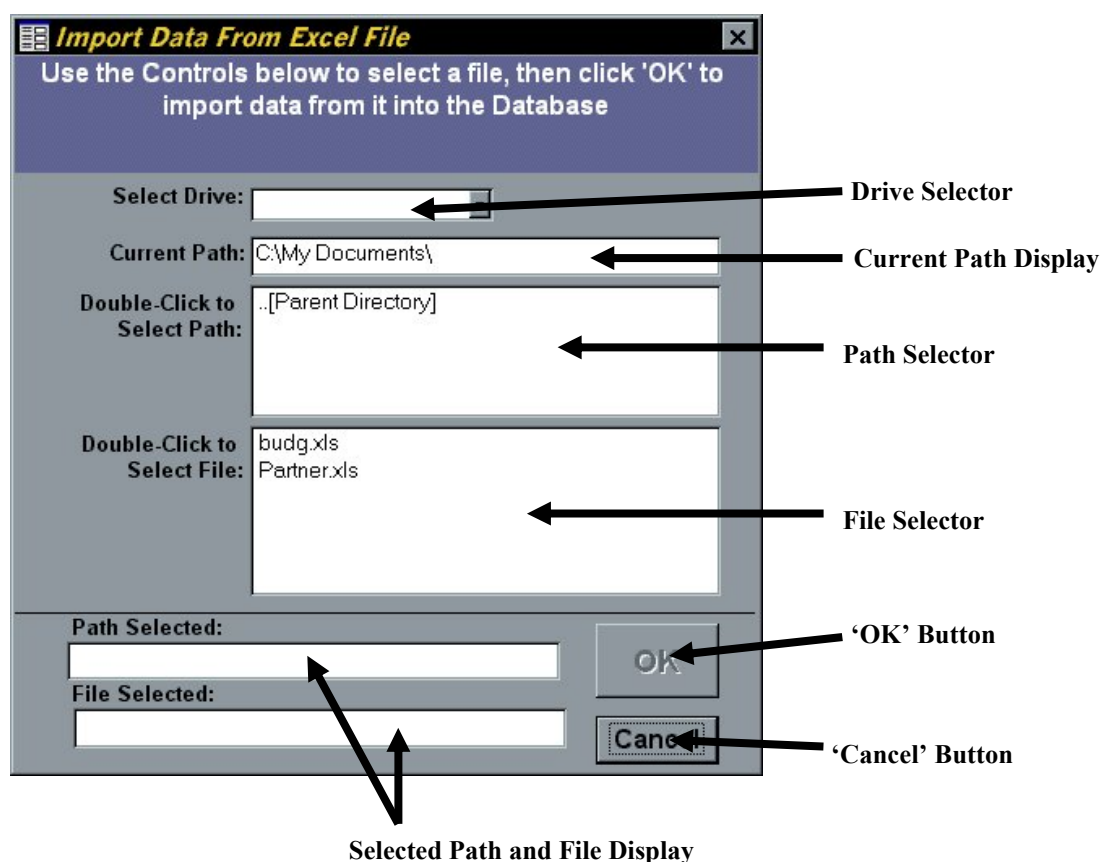 Import Data From Excel File
Use the Controls below to select a file, then click 'OK' to
import data from it into the Database
Select Drive:
Drive Selector
Current Path:
C:\My Documents\
Current Path Display
Double-Click to
Select Path:
..[Parent Directory]
Path Selector
Double-Click to
Select File:
budg.xls
Partner.xls
File Selector
Path Selected:
OK
‘OK’ Button
File Selected:
Cancel
‘Cancel’ Button
Selected Path and File Display